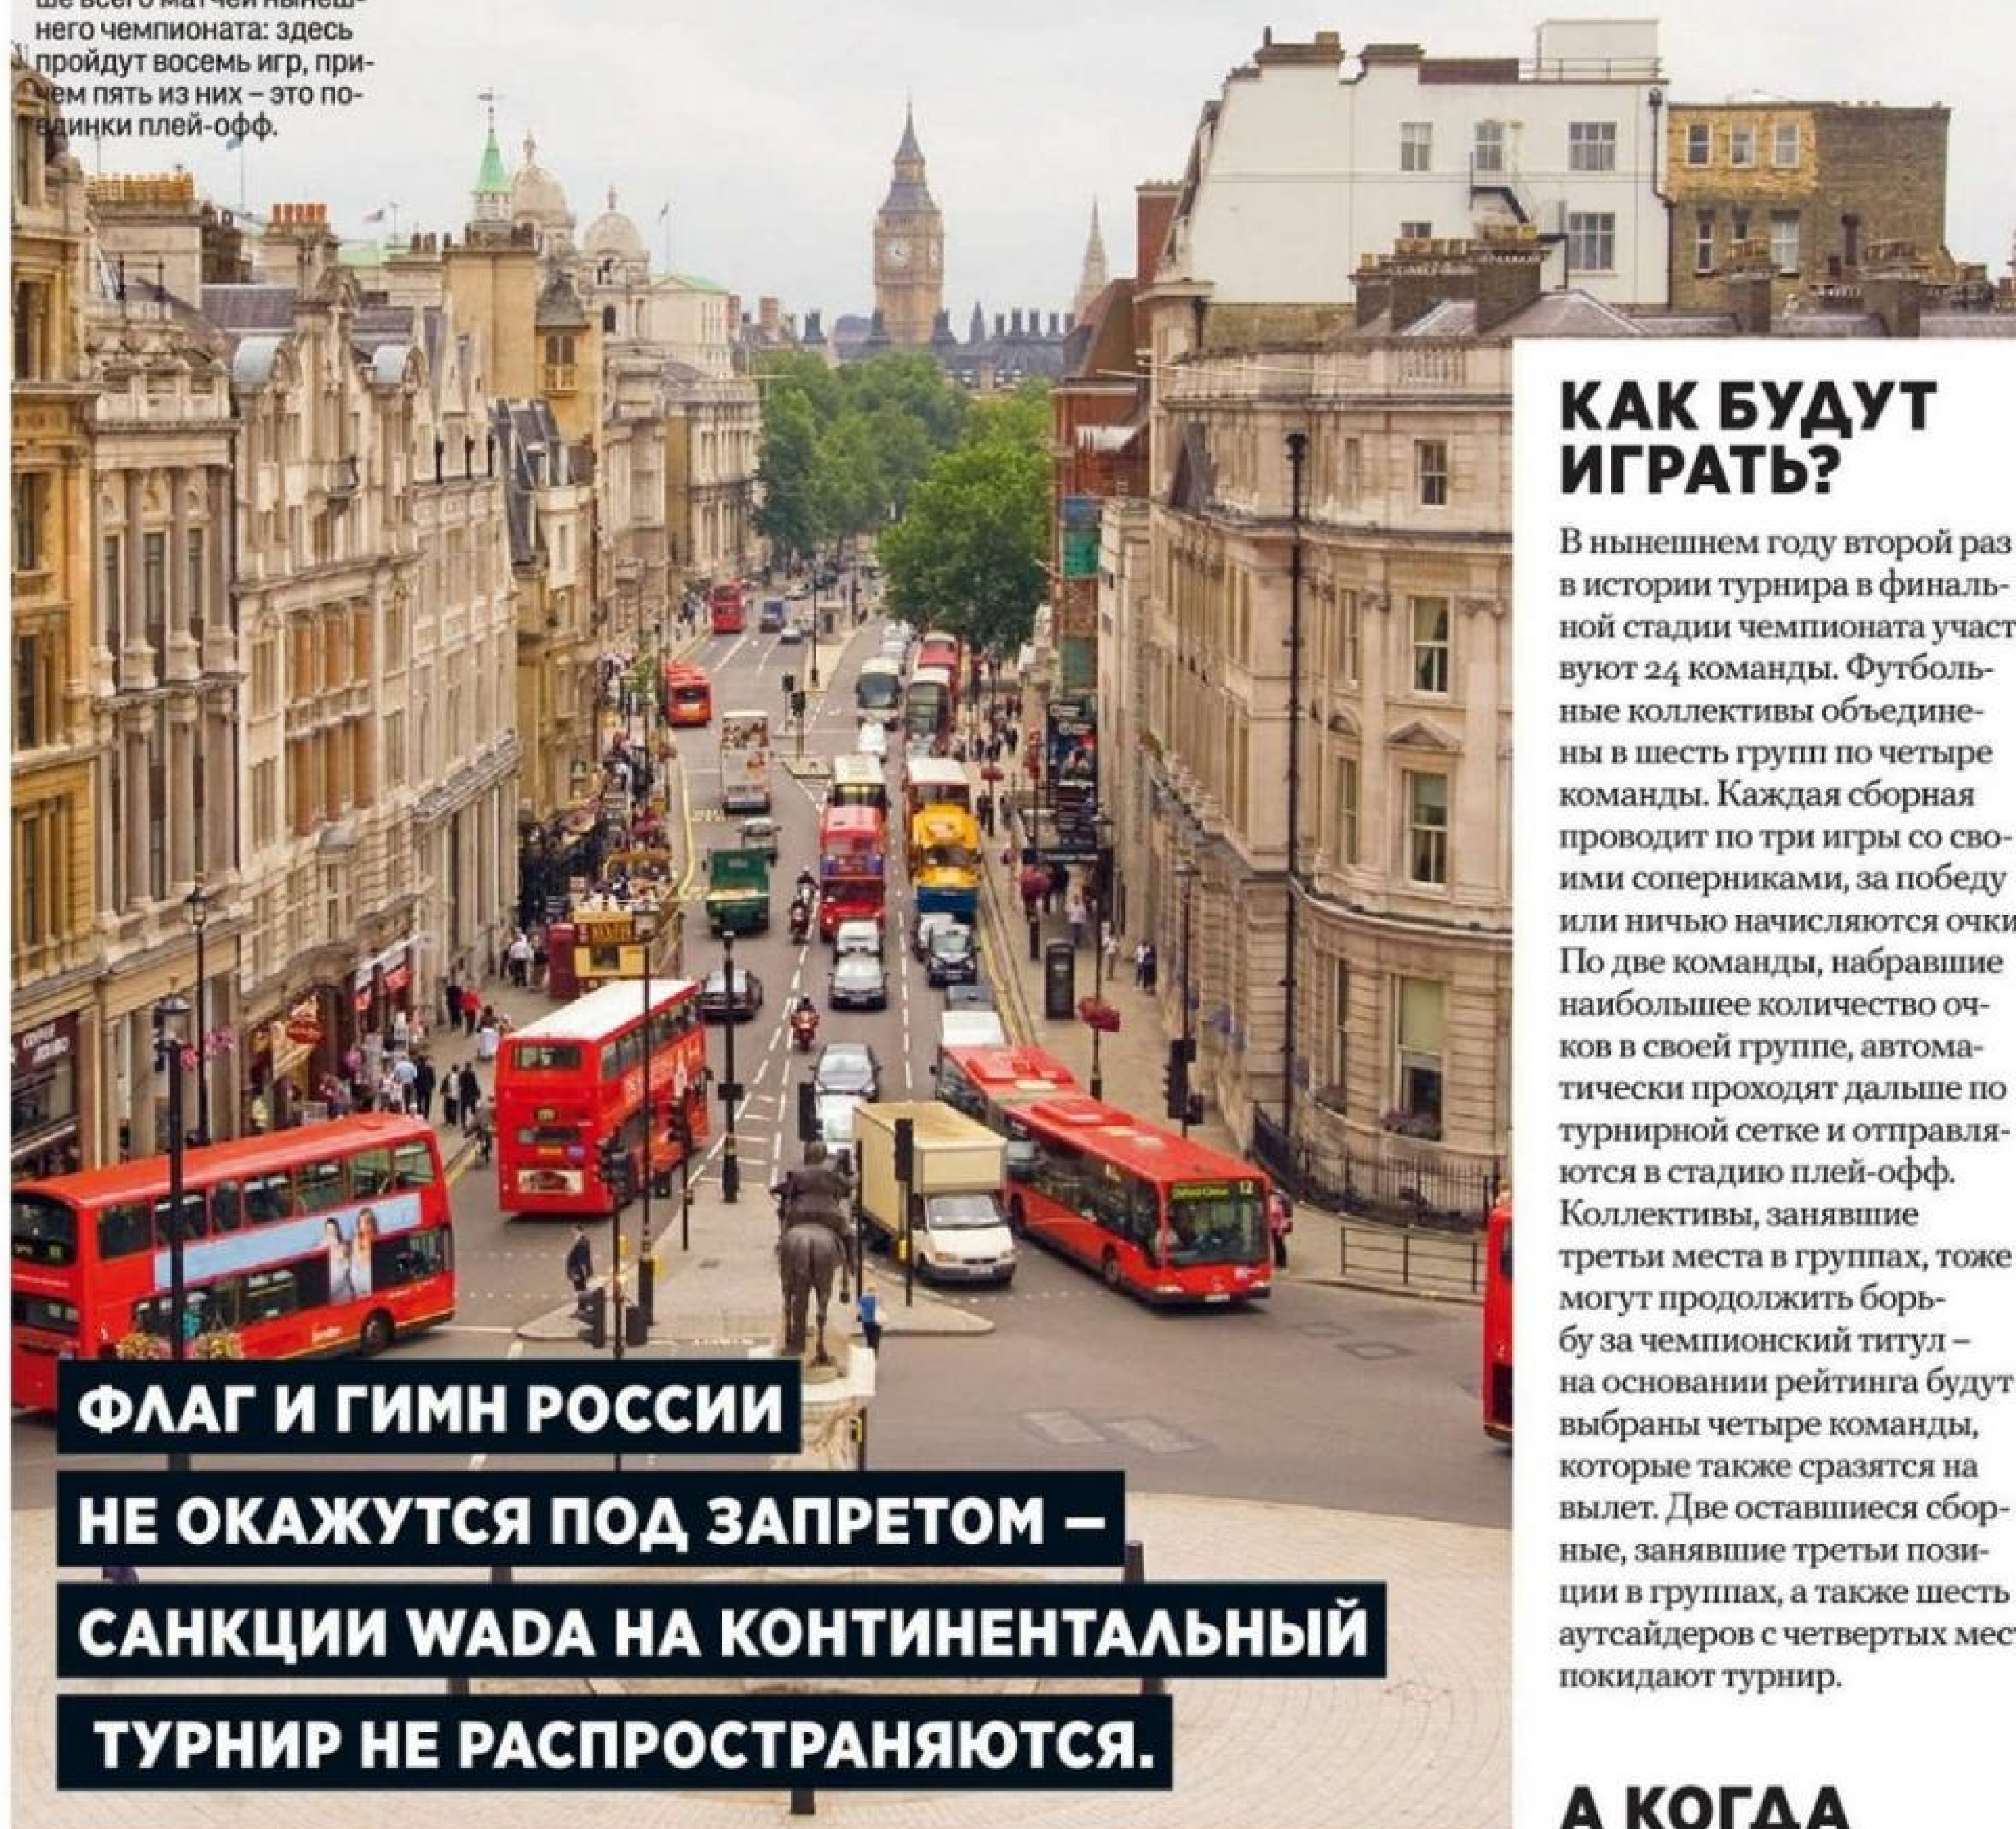 ше всего матчей нынеш-
него чемпионата: здесь
пройдут восемь игр, при-
чем пять из них – это по-
единки плей-офф.
КАК БУДУТ
ИГРАТЬ?
В нынешнем году второй раз
в истории турнира в финаль-
ной стадии чемпионата участ
вуют 24 команды. Футболь-
ные коллективы объедине-
ны в шесть групп по четыре
команды. Каждая сборная
проводит по три игры со сво-
ими соперниками, за победу
или ничью начисляются очки
По две команды, набравшие
наибольшее количество оч-
ков в своей группе, автома-
тически проходят дальше по
турнирной сетке и отправля-
ются в стадию плей-офф.
Коллективы, занявшие
третьи места в группах, тоже
могут продолжить борь-
бу за чемпионский титул –
на основании рейтинга будут
выбраны четыре команды,
которые также сразятся на
вылет. Две оставшиеся сбор-
ные, занявшие третьи пози-
ции в группах, а также шесть
аутсайдеров с четвертых мест
покидают турнир.
А КОГДА
ФЛАГ И ГИМН РОССИИ
НЕ ОКАЖУТСЯ ПОД ЗАПРЕТОМ –
САНКЦИИ WADA НА КОНТИНЕНТАЛЬНЫЙ
ТУРНИР НЕ РАСПРОСТРАНЯЮТСЯ.
12